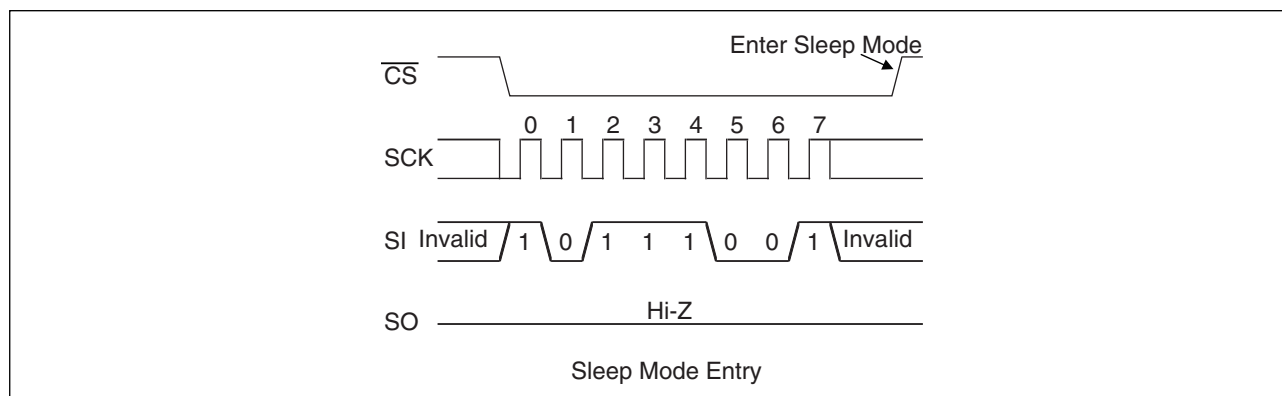 Enter Sleep Mode
CS
0 1 2 3 4 5 6 7
SCK
SI Invalid 1 0 1 1 1 0 0 1 Invalid
Hi-Z
SO
Sleep Mode Entry